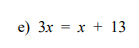 e) 3x = x + 13